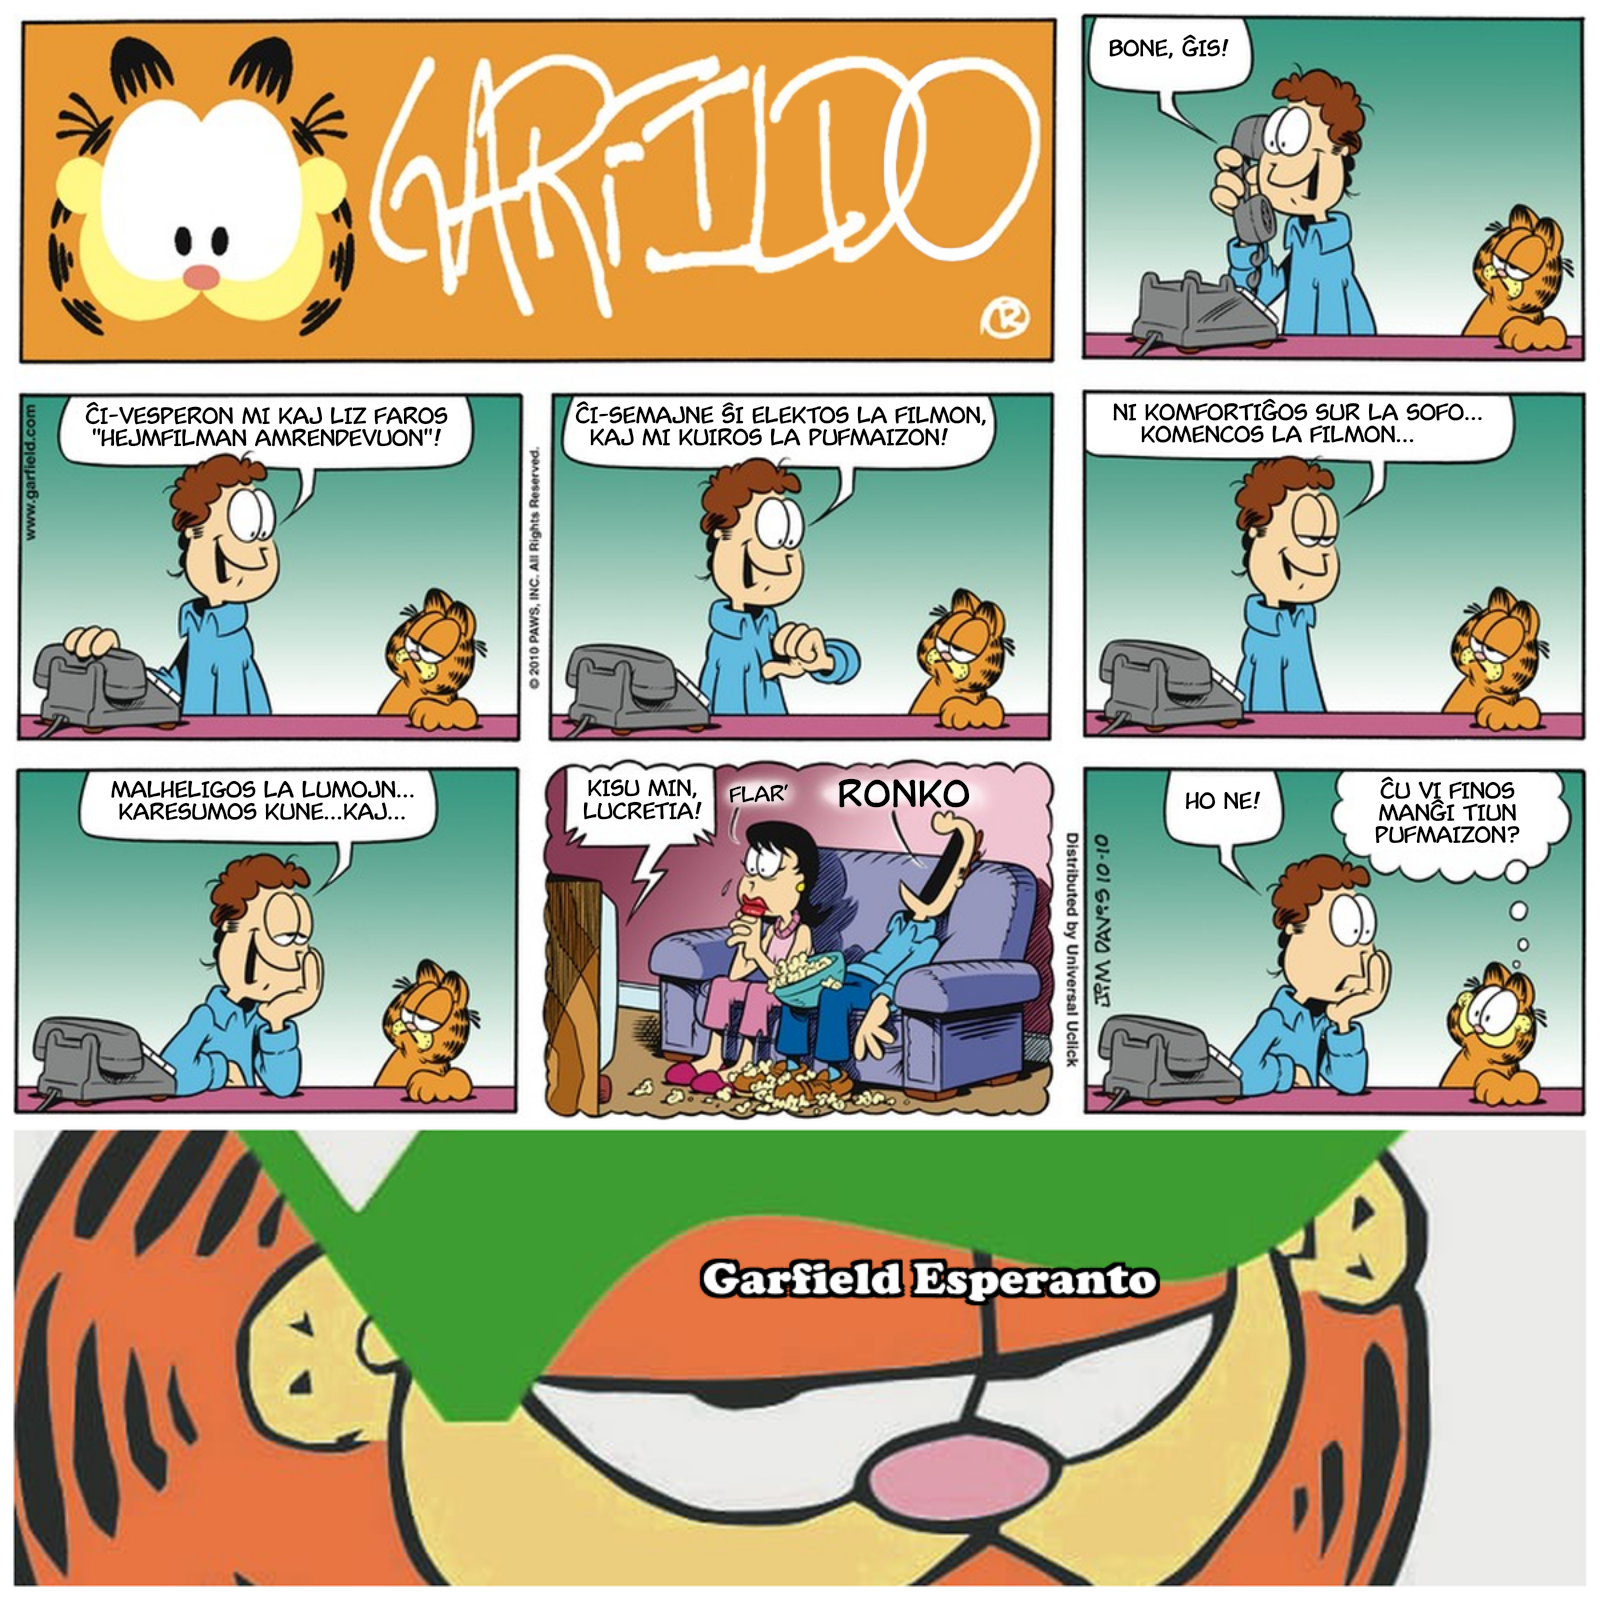 GARFILDO
R
BONE, ĜIS!
www.garfield.com
ĈI-VESPERON MI KAJ LIZ FAROS
"HEJMFILMAN AMRENDEVUON"!
© 2010 PAWS, INC. All Rights Reserved.
ĈI-SEMAJNE ŜI ELEKTOS LA FILMON,
KAJ MI KUIROS LA PUFMAIZON!
NI KOMFORTIĜOS SUR LA SOFO...
KOMENCOS LA FILMON...
MALHELIGOS LA LUMOJN...
KARESUMOS KUNE...KAJ...
KISU MIN,
LUCRETIA!
FLAR'
RONKO
Distributed by Universal Uclick
JIM DAVIS 10-10
HO NE!
ĈU VI FINOS
MANĜI TIUN
PUFMAIZON?
Garfield Esperanto